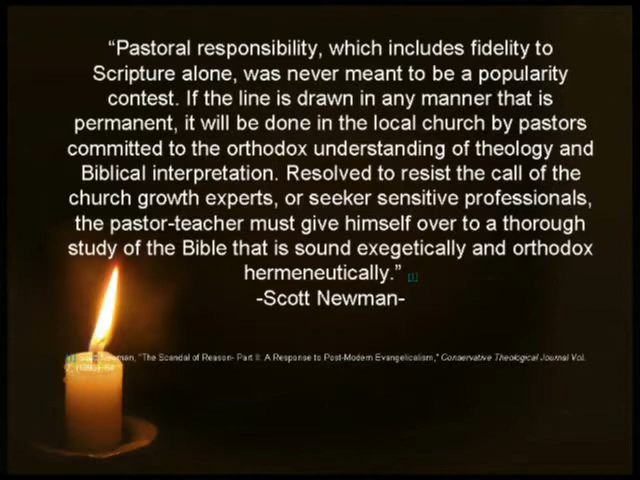 “Pastoral responsibility, which includes fidelity to
Scripture alone, was never meant to be a popularity
contest. If the line is drawn in any manner that is
permanent, it will be done in the local church by pastors
committed to the orthodox understanding of theology and
Biblical interpretation. Resolved to resist the call of the
church growth experts, or seeker sensitive professionals,
the pastor-teacher must give himself over to a thorough
study of the Bible that is sound exegetically and orthodox
hermeneutically.” [1]
-Scott Newman-
[1] Scott Newman, “The Scandal of Reason- Part II: A Response to Post-Modern Evangelicalism,” Conservative Theological Journal Vol.